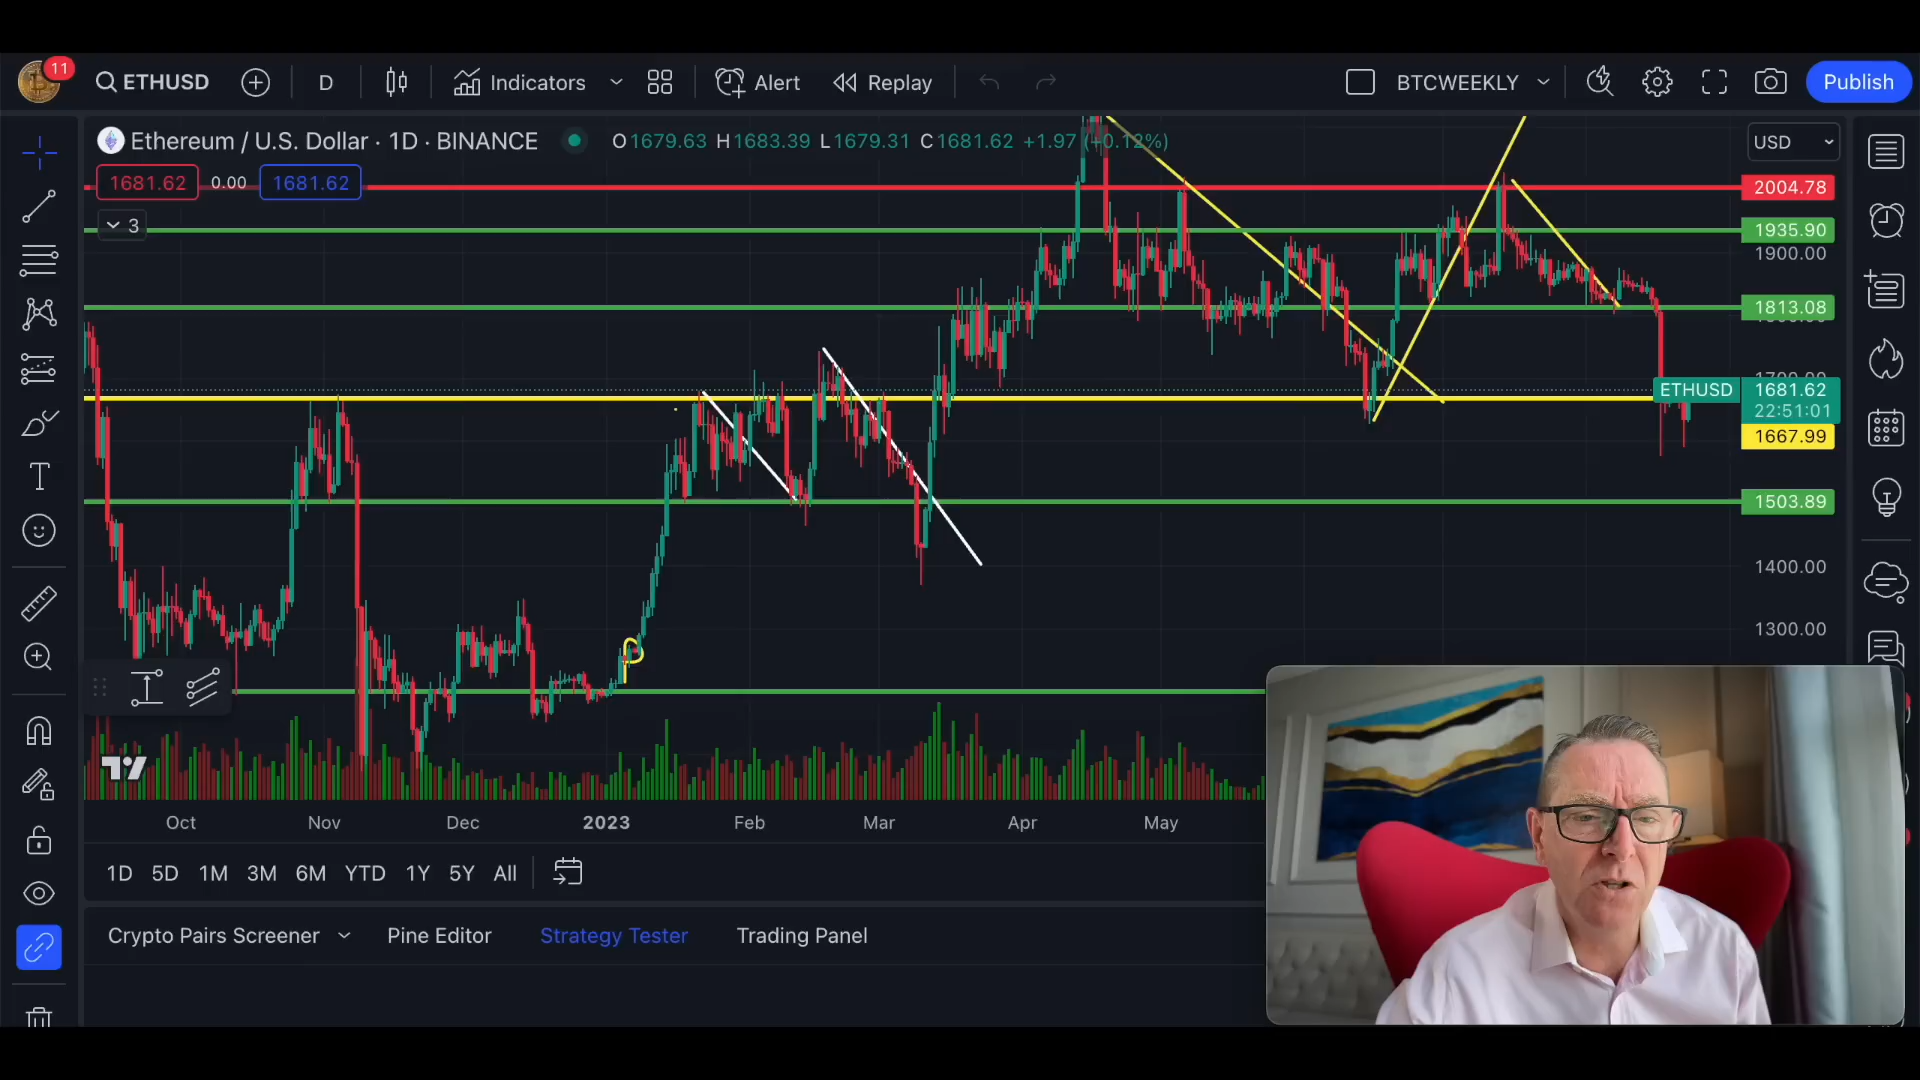 11
ETHUSD
D
Indicators
Alert
Replay
BTCWEEKLY
Publish
Ethereum / U.S. Dollar · 1D · BINANCE
O1679.63 H1683.39 L1679.31 C1681.62 +1.97 (+0.12%)
USD
1681.62 0.00 1681.62
2004.78
3
1935.90
1900.00
1813.08
ETHUSD 1681.62
22:51:01
1667.99
1503.89
1400.00
1300.00
Oct Nov Dec 2023 Feb Mar Apr May
1D 5D 1M 3M 6M YTD 1Y 5Y All
Crypto Pairs Screener Pine Editor Strategy Tester Trading Panel